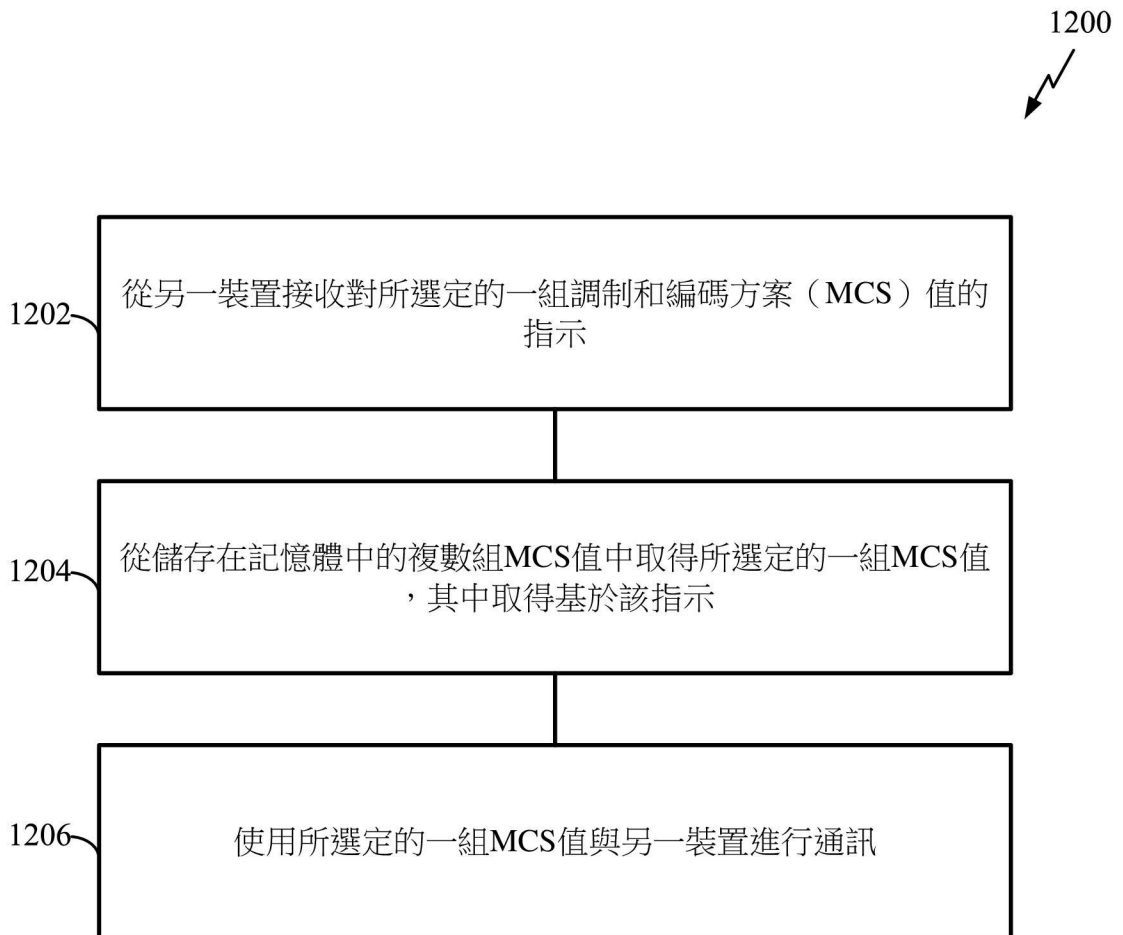 1200
1202
從另一裝置接收對所選定的一組調制和編碼方案（MCS）值的
指示
1204
從儲存在記憶體中的複數組MCS值中取得所選定的一組MCS值
，其中取得基於該指示
1206
使用所選定的一組MCS值與另一裝置進行通訊